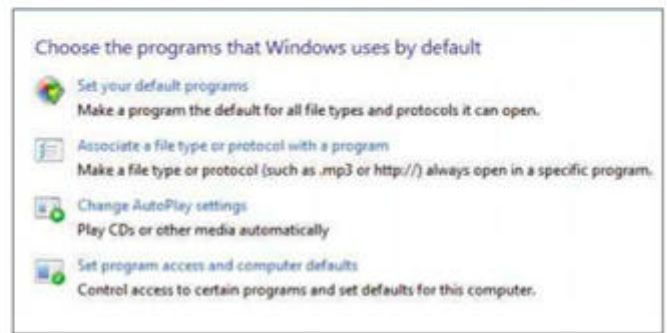 Choose the programs that Windows uses by default
Set your default programs
Make a program the default for all file types and protocols it can open.
Associate a file type or protocol with a program
Make a file type or protocol (such as .mp3 or http://) always open in a specific program.
Change AutoPlay settings
Play CDs or other media automatically
Set program access and computer defaults
Control access to certain programs and set defaults for this computer.